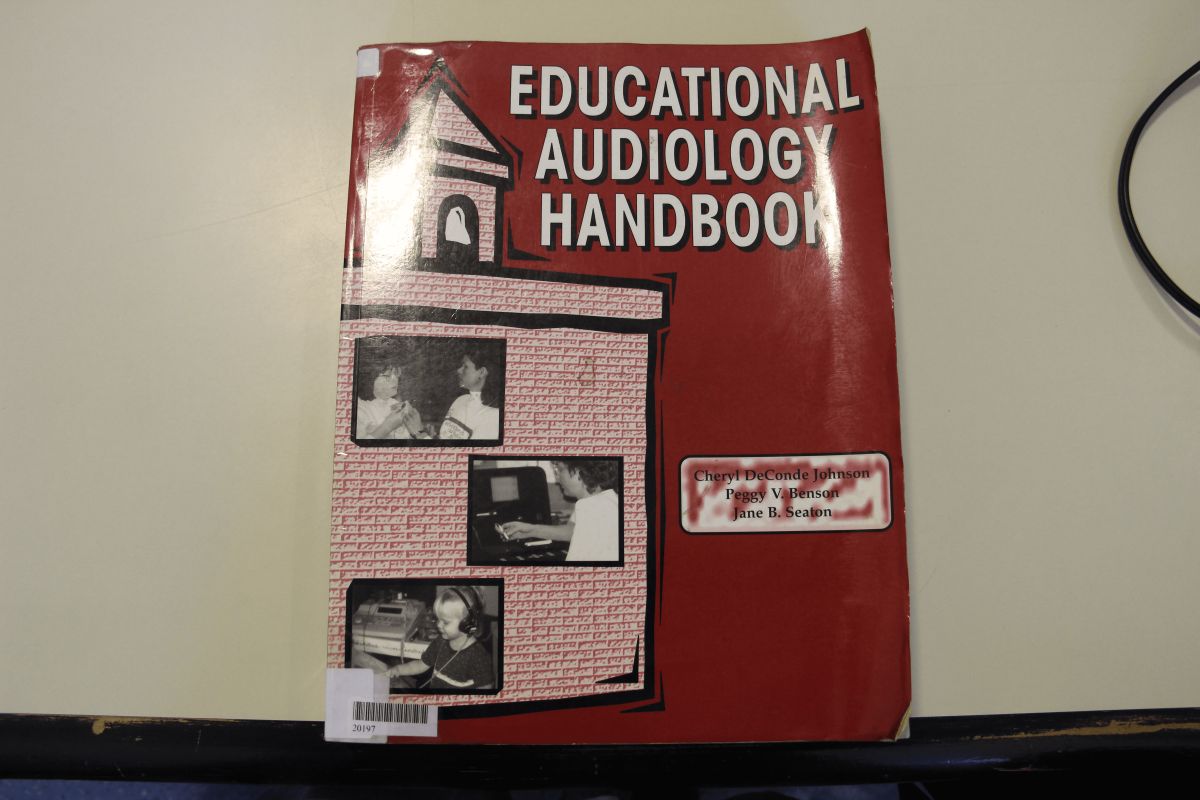 EDUCATIONAL
AUDIOLOGY
HANDBOOK
Cheryl DeConde Johnson
Peggy V. Benson
Jane B. Seaton
20197